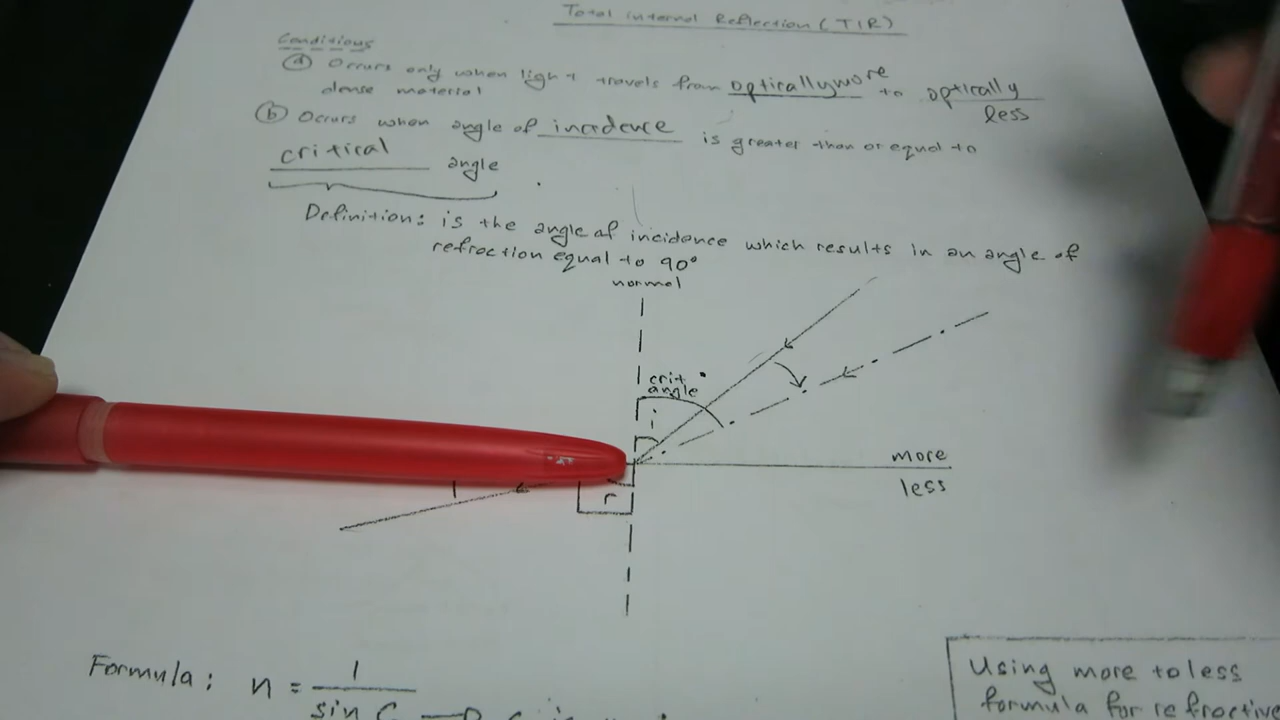 Total internal Reflection (TIR)
Conditions
(a) Occurs only when light travels from optically more to optically less
dense material
(b) Occurs when angle of incidence is greater than or equal to
critical angle
Definition: is the angle of incidence which results in an angle of
refraction equal to 90°
normal
crit.
angle
i
more
less
r
Formula: n = 1
sin C
Using more to less
formula for refractive